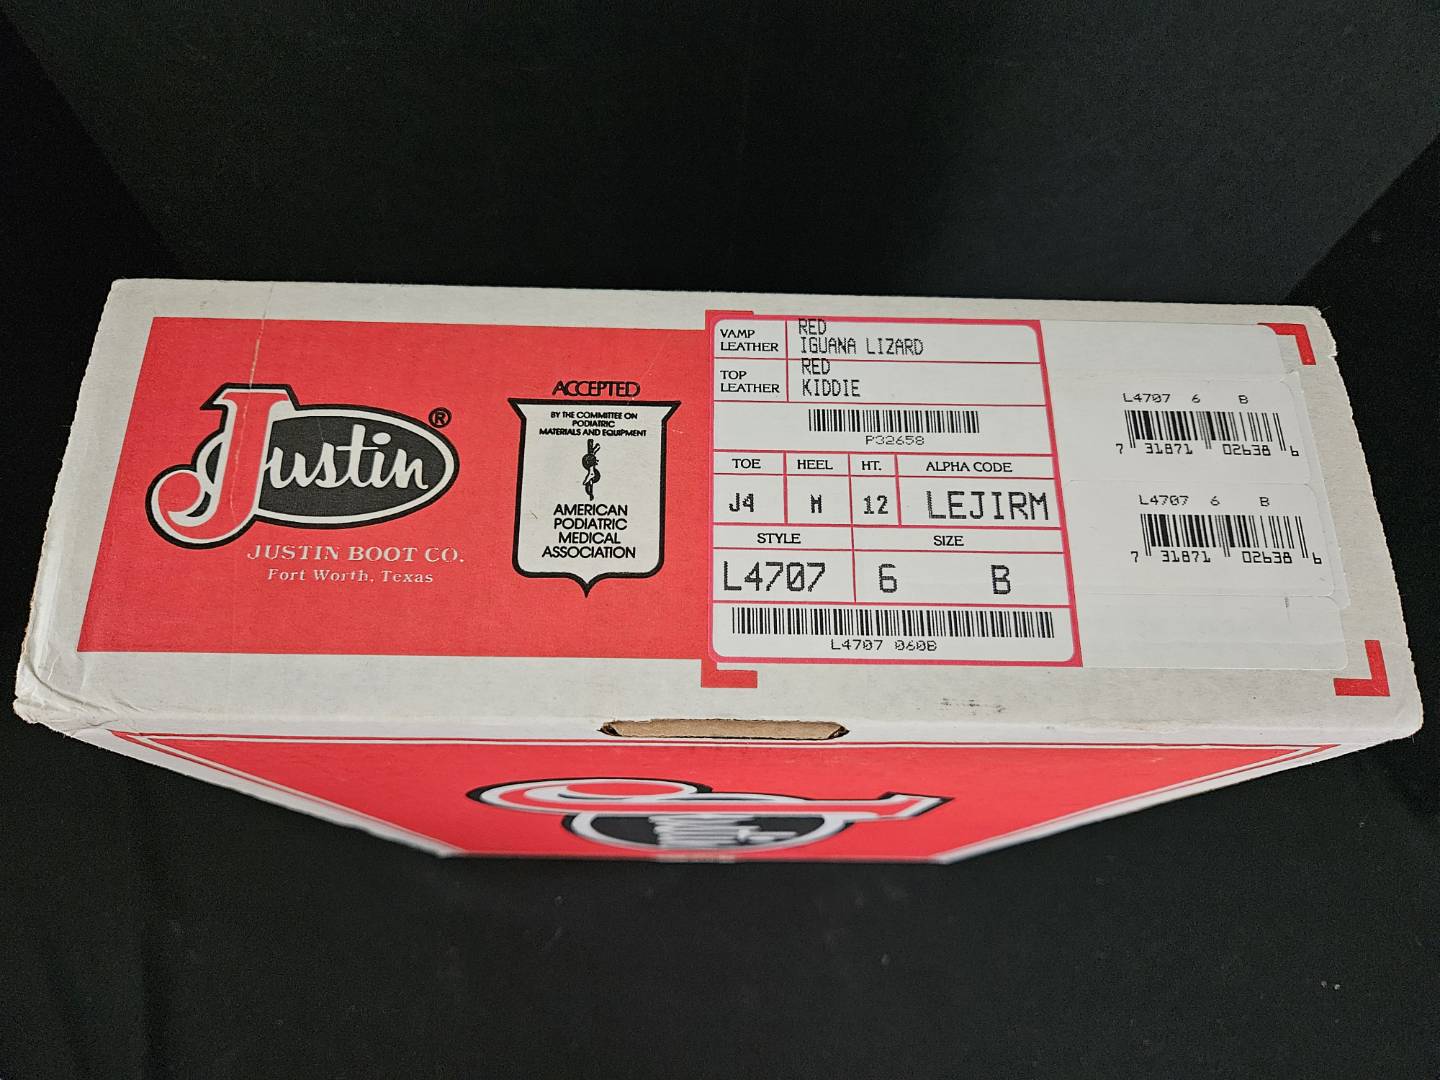 Justin®
JUSTIN BOOT CO.
Fort Worth, Texas
ACCEPTED
BY THE COMMITTEE ON
PODIATRIC
MATERIALS AND EQUIPMENT
AMERICAN
PODIATRIC
MEDICAL
ASSOCIATION
VAMP LEATHER
RED
IGUANA LIZARD
TOP LEATHER
RED
KIDDIE
P32658
TOE HEEL HT. ALPHA CODE
J4 M 12 LEJIRM
STYLE SIZE
L4707 6 B
L4707 060B
L4707 6 B
7 31871 02638 6
L4707 6 B
7 31871 02638 6
Justin